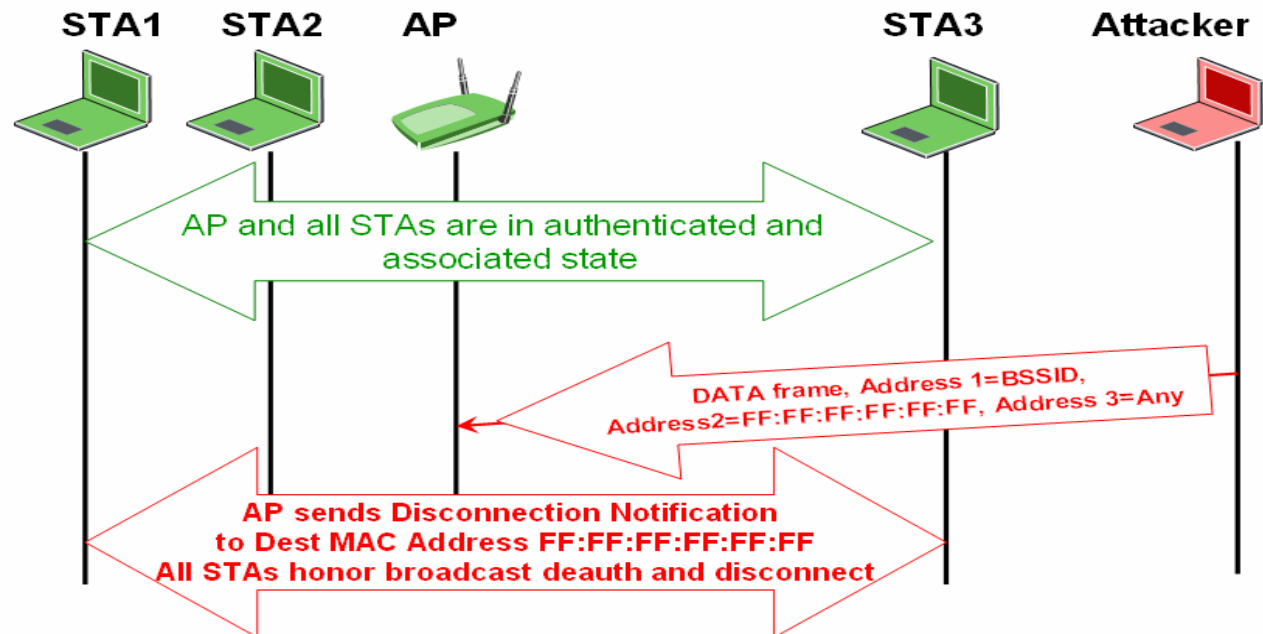 STA1 STA2 AP STA3 Attacker
AP and all STAs are in authenticated and
associated state
DATA frame, Address 1=BSSID,
Address2=FF:FF:FF:FF:FF:FF, Address 3=Any
AP sends Disconnection Notification
to Dest MAC Address FF:FF:FF:FF:FF:FF
All STAs honor broadcast deauth and disconnect